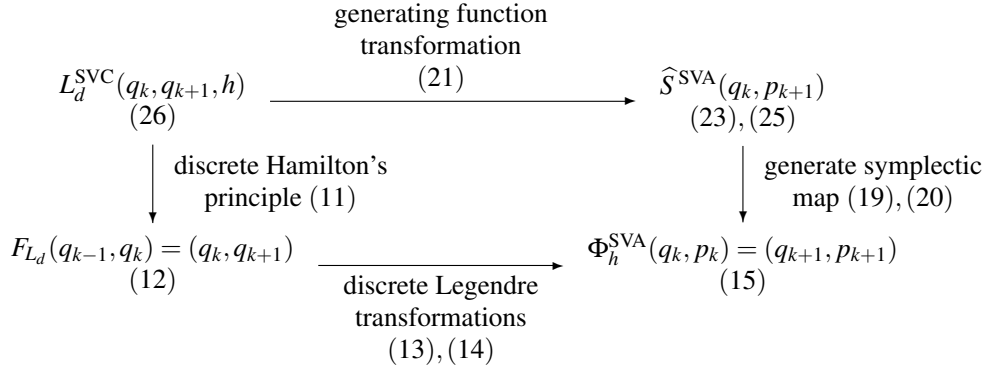 generating function
transformation
(21)
L_d^{SVC}(q_k, q_{k+1}, h)
(26)
Ŝ^{SVA}(q_k, p_{k+1})
(23), (25)
discrete Hamilton's
principle (11)
generate symplectic
map (19), (20)
F_{L_d}(q_{k-1}, q_k) = (q_k, q_{k+1})
(12)
Φ_h^{SVA}(q_k, p_k) = (q_{k+1}, p_{k+1})
(15)
discrete Legendre
transformations
(13), (14)